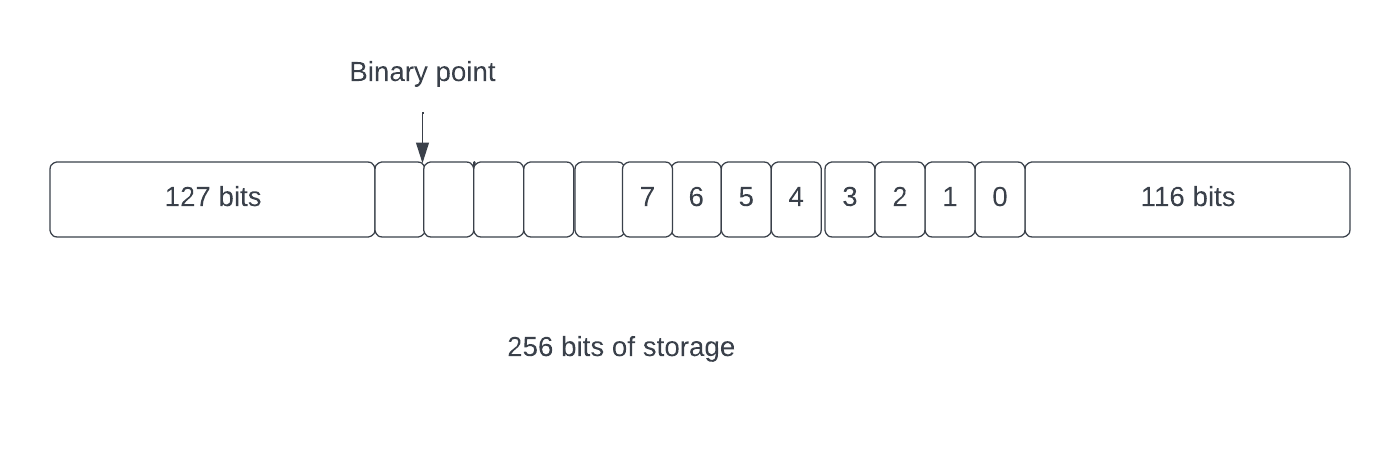 Binary point
127 bits 7 6 5 4 3 2 1 0 116 bits
256 bits of storage